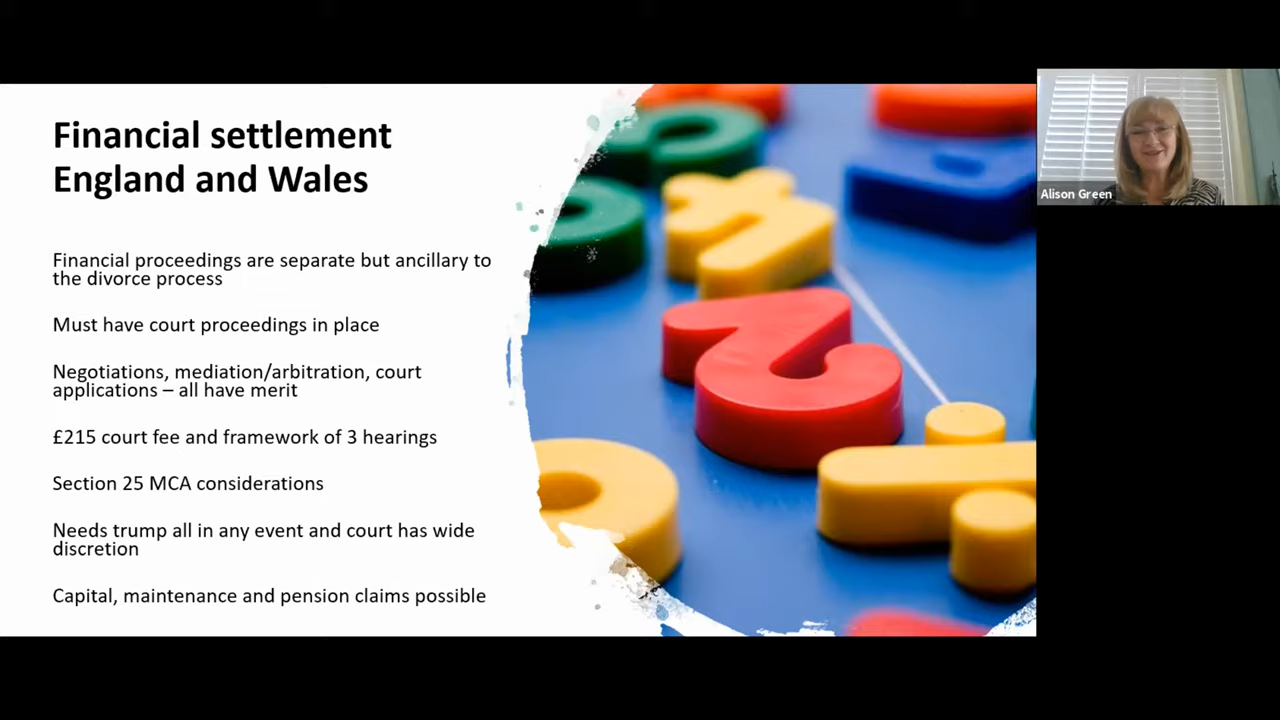 Financial settlement
England and Wales
Financial proceedings are separate but ancillary to
the divorce process
Must have court proceedings in place
Negotiations, mediation/arbitration, court
applications – all have merit
£215 court fee and framework of 3 hearings
Section 25 MCA considerations
Needs trump all in any event and court has wide
discretion
Capital, maintenance and pension claims possible
Alison Green